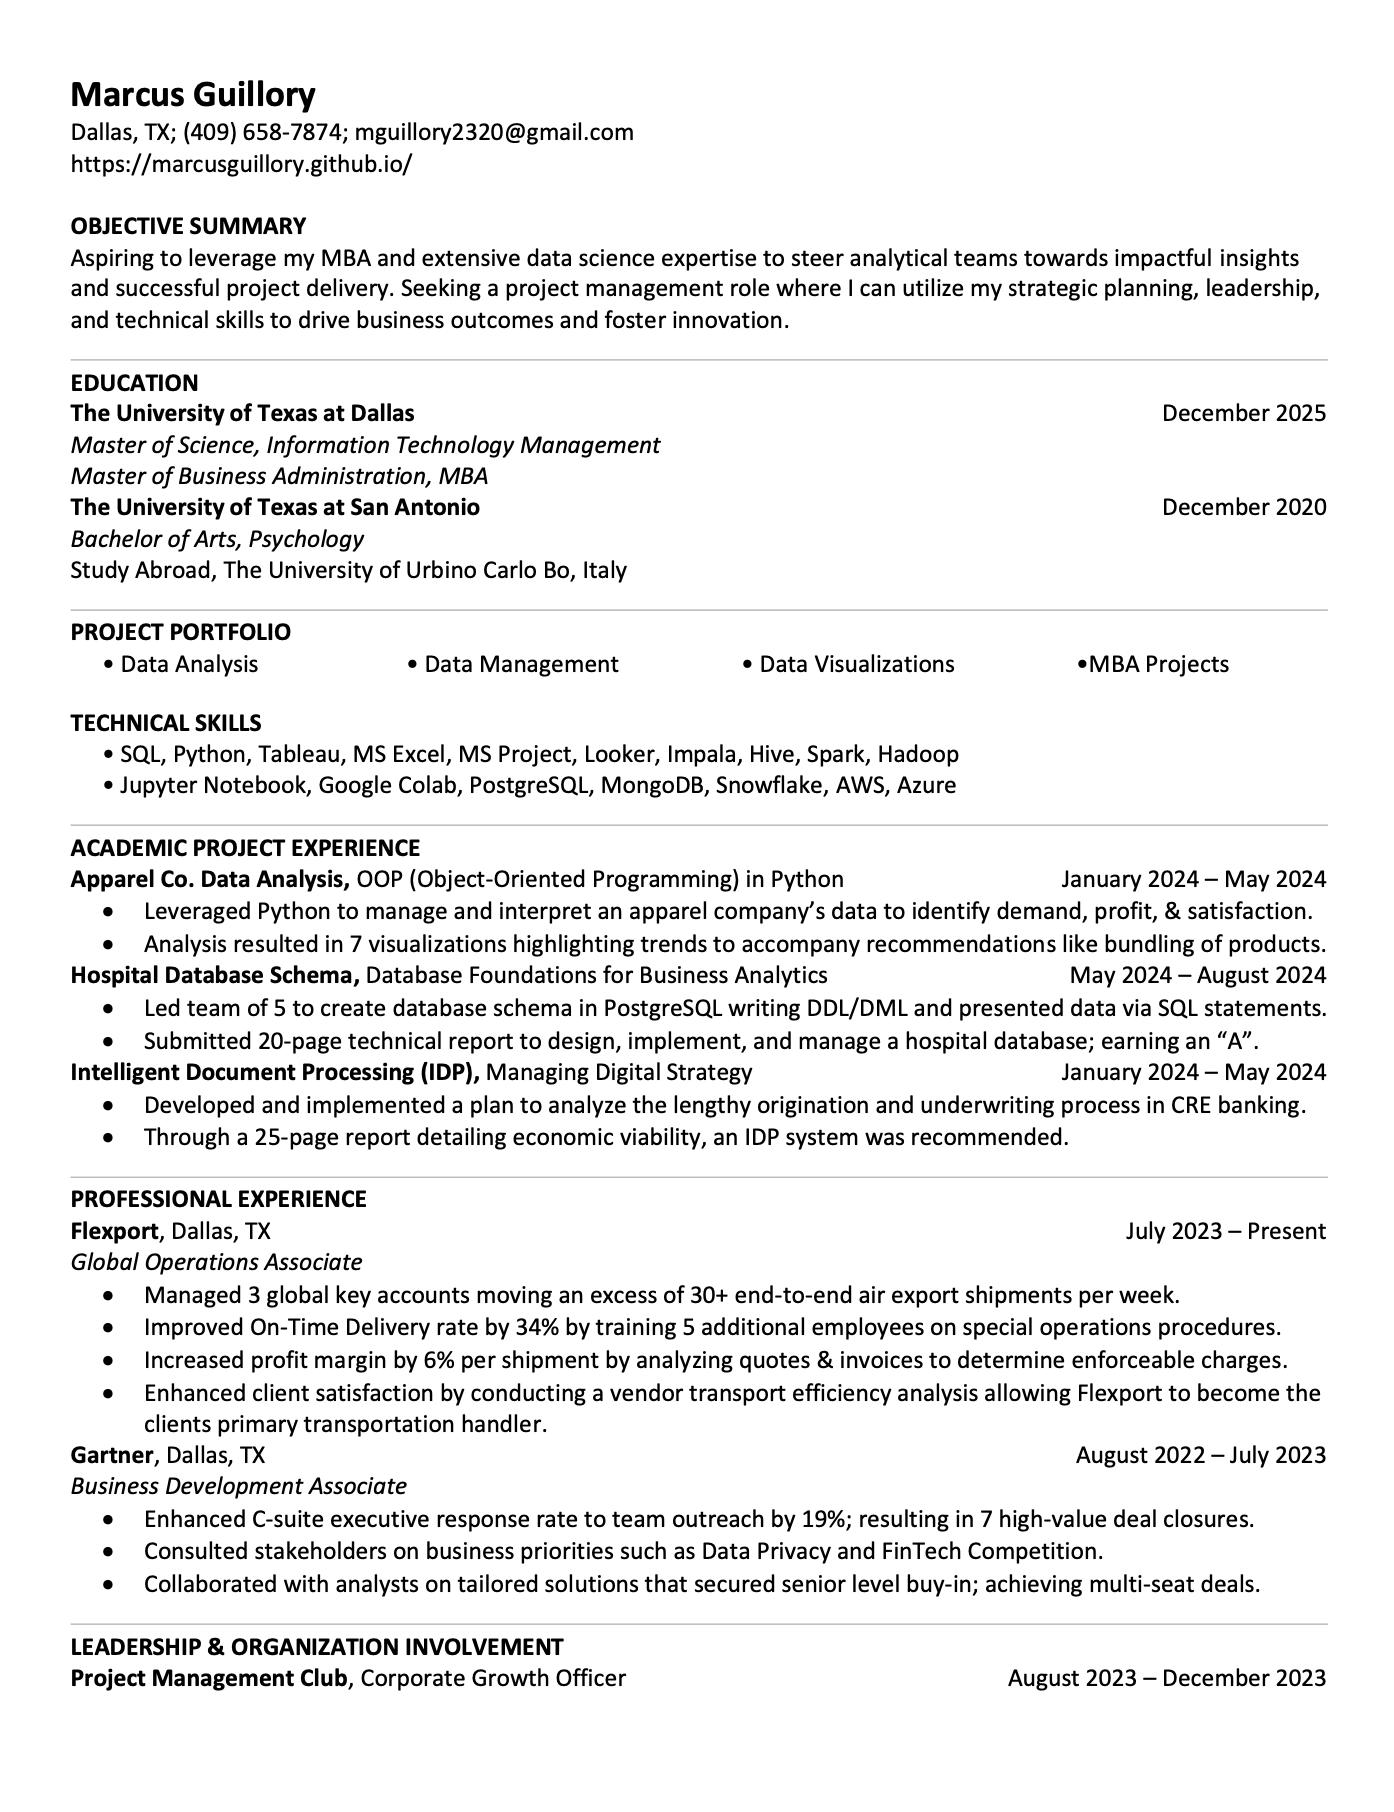 Marcus Guillory
Dallas, TX; (409) 658-7874; mguillory2320@gmail.com
https://marcusguillory.github.io/
OBJECTIVE SUMMARY
Aspiring to leverage my MBA and extensive data science expertise to steer analytical teams towards impactful insights
and successful project delivery. Seeking a project management role where I can utilize my strategic planning, leadership,
and technical skills to drive business outcomes and foster innovation.
EDUCATION
The University of Texas at Dallas December 2025
Master of Science, Information Technology Management
Master of Business Administration, MBA
The University of Texas at San Antonio December 2020
Bachelor of Arts, Psychology
Study Abroad, The University of Urbino Carlo Bo, Italy
PROJECT PORTFOLIO
• Data Analysis • Data Management • Data Visualizations •MBA Projects
TECHNICAL SKILLS
• SQL, Python, Tableau, MS Excel, MS Project, Looker, Impala, Hive, Spark, Hadoop
• Jupyter Notebook, Google Colab, PostgreSQL, MongoDB, Snowflake, AWS, Azure
ACADEMIC PROJECT EXPERIENCE
Apparel Co. Data Analysis, OOP (Object-Oriented Programming) in Python January 2024 – May 2024
• Leveraged Python to manage and interpret an apparel company’s data to identify demand, profit, & satisfaction.
• Analysis resulted in 7 visualizations highlighting trends to accompany recommendations like bundling of products.
Hospital Database Schema, Database Foundations for Business Analytics May 2024 – August 2024
• Led team of 5 to create database schema in PostgreSQL writing DDL/DML and presented data via SQL statements.
• Submitted 20-page technical report to design, implement, and manage a hospital database; earning an “A”.
Intelligent Document Processing (IDP), Managing Digital Strategy January 2024 – May 2024
• Developed and implemented a plan to analyze the lengthy origination and underwriting process in CRE banking.
• Through a 25-page report detailing economic viability, an IDP system was recommended.
PROFESSIONAL EXPERIENCE
Flexport, Dallas, TX July 2023 – Present
Global Operations Associate
• Managed 3 global key accounts moving an excess of 30+ end-to-end air export shipments per week.
• Improved On-Time Delivery rate by 34% by training 5 additional employees on special operations procedures.
• Increased profit margin by 6% per shipment by analyzing quotes & invoices to determine enforceable charges.
• Enhanced client satisfaction by conducting a vendor transport efficiency analysis allowing Flexport to become the
clients primary transportation handler.
Gartner, Dallas, TX August 2022 – July 2023
Business Development Associate
• Enhanced C-suite executive response rate to team outreach by 19%; resulting in 7 high-value deal closures.
• Consulted stakeholders on business priorities such as Data Privacy and FinTech Competition.
• Collaborated with analysts on tailored solutions that secured senior level buy-in; achieving multi-seat deals.
LEADERSHIP & ORGANIZATION INVOLVEMENT
Project Management Club, Corporate Growth Officer August 2023 – December 2023